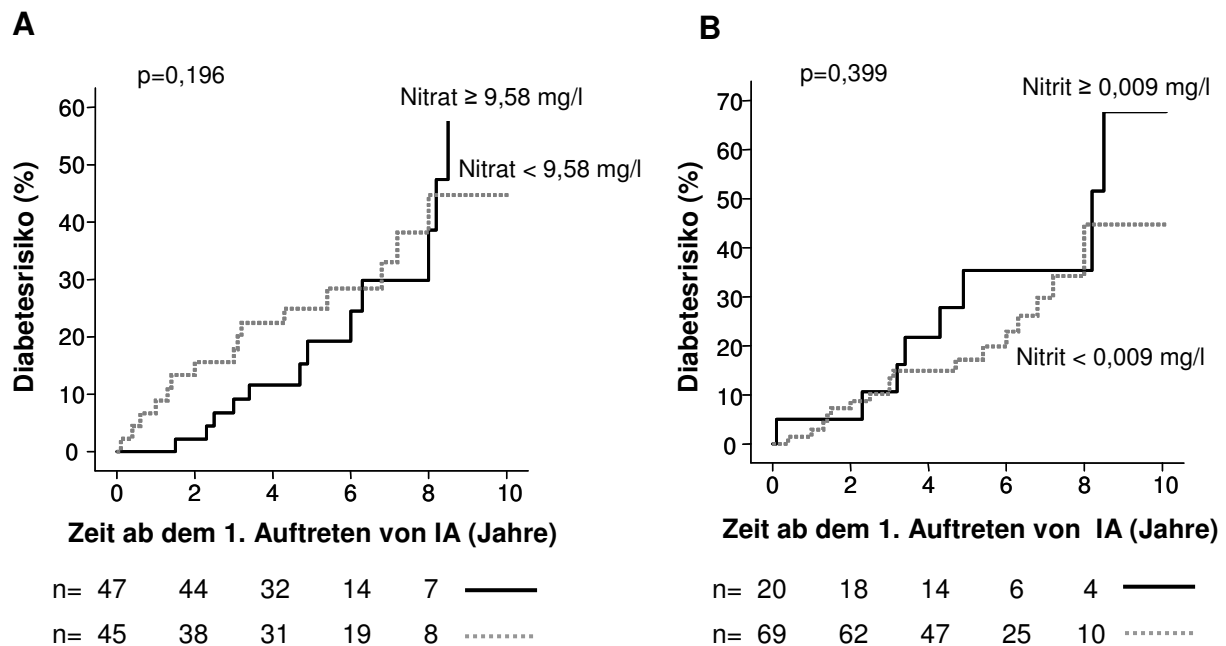 A
p=0,196
Nitrat ≥ 9,58 mg/l
Nitrat < 9,58 mg/l
Diabetesrisiko (%)
60
50
40
30
20
10
0
0 2 4 6 8 10
Zeit ab dem 1. Auftreten von IA (Jahre)
n= 47 44 32 14 7
n= 45 38 31 19 8
B
p=0,399
Nitrit ≥ 0,009 mg/l
Nitrit < 0,009 mg/l
Diabetesrisiko (%)
70
60
50
40
30
20
10
0
0 2 4 6 8 10
Zeit ab dem 1. Auftreten von IA (Jahre)
n= 20 18 14 6 4
n= 69 62 47 25 10